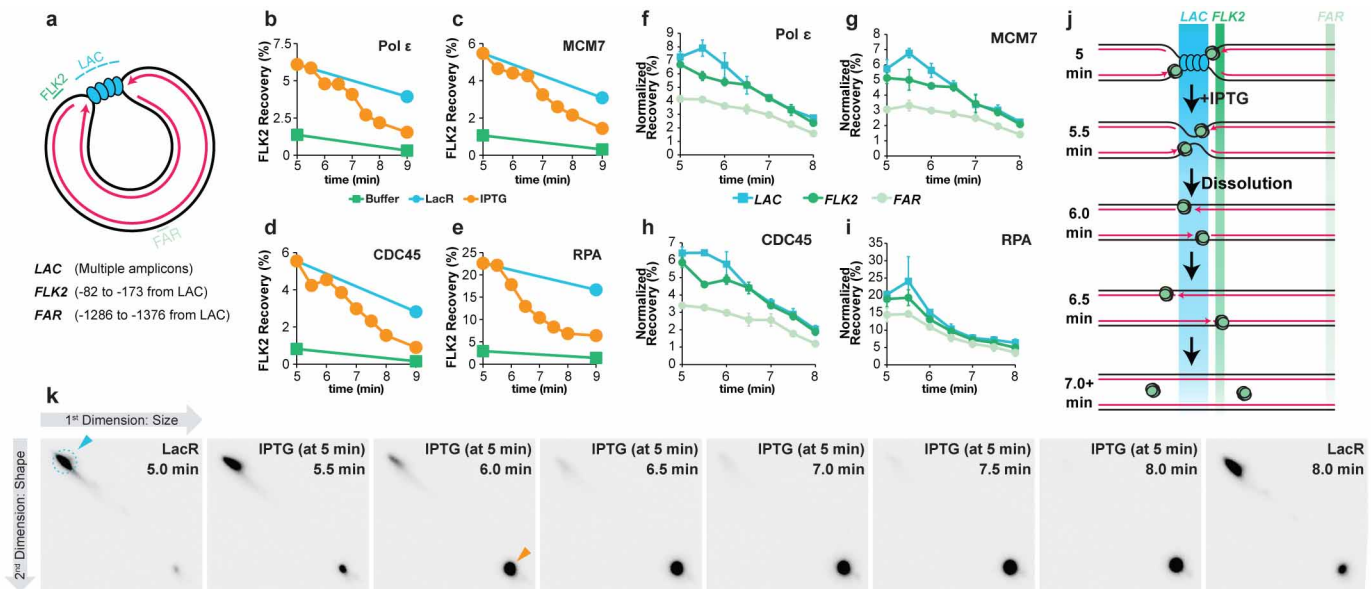 a
FLK2
LAC
FAR
LAC (Multiple amplicons)
FLK2 (-82 to -173 from LAC)
FAR (-1286 to -1376 from LAC)
b
Pol ε
FLK2 Recovery (%)
7.5
5.0
2.5
0
5 6 7 8 9
time (min)
c
MCM7
FLK2 Recovery (%)
6
4
2
0
5 6 7 8 9
time (min)
Buffer LacR IPTG
d
CDC45
FLK2 Recovery (%)
6
4
2
0
5 6 7 8 9
time (min)
e
RPA
FLK2 Recovery (%)
25
20
15
10
5
0
5 6 7 8 9
time (min)
f
Pol ε
Normalized
Recovery (%)
9
8
7
6
5
4
3
2
1
0
5 6 7 8
time (min)
g
MCM7
Normalized
Recovery (%)
8
7
6
5
4
3
2
1
0
5 6 7 8
time (min)
LAC FLK2 FAR
h
CDC45
Normalized
Recovery (%)
7
6
5
4
3
2
1
0
5 6 7 8
time (min)
i
RPA
Normalized
Recovery (%)
35
30
25
20
15
10
5
0
5 6 7 8
time (min)
j
LAC FLK2 FAR
5
min
+IPTG
5.5
min
Dissolution
6.0
min
6.5
min
7.0+
min
k
1st Dimension: Size
2nd Dimension: Shape
LacR
5.0 min
IPTG (at 5 min)
5.5 min
IPTG (at 5 min)
6.0 min
IPTG (at 5 min)
6.5 min
IPTG (at 5 min)
7.0 min
IPTG (at 5 min)
7.5 min
IPTG (at 5 min)
8.0 min
LacR
8.0 min